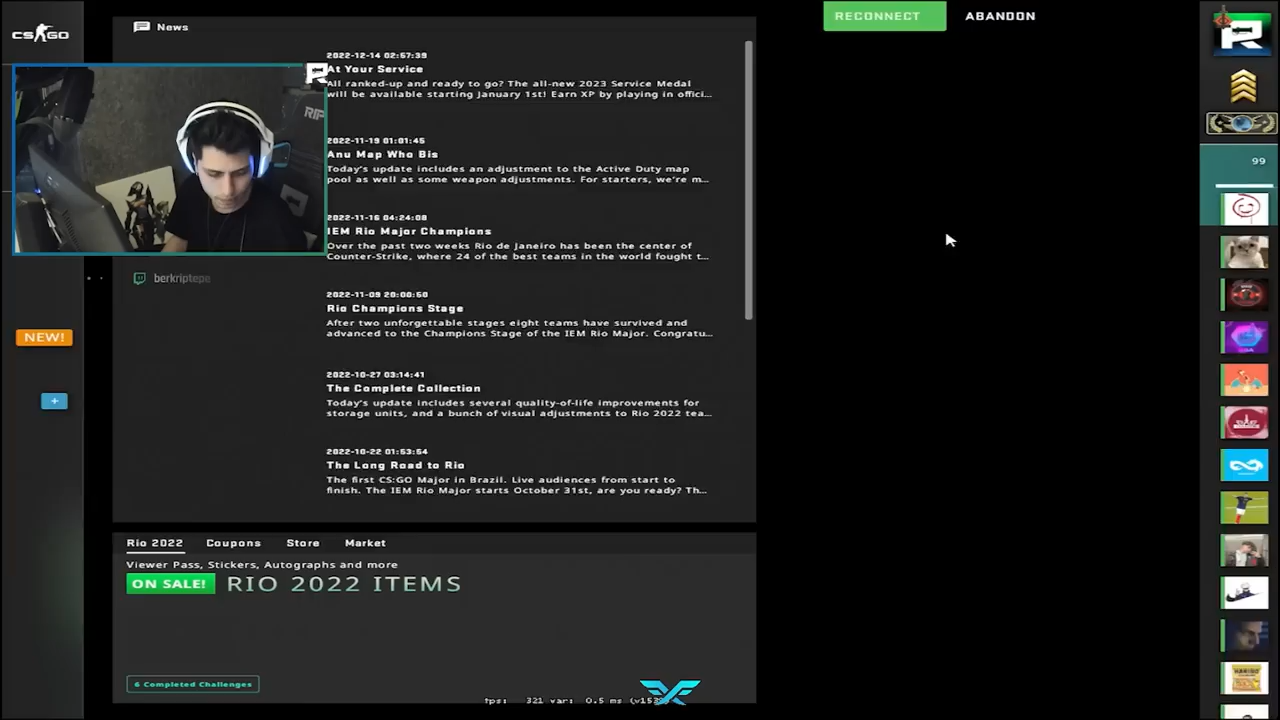 CS:GO
News
RECONNECT
ABANDON
2022-12-14 02:57:39
At Your Service
All ranked-up and ready to go? The all-new 2023 Service Medal
will be available starting January 1st! Earn XP by playing in offici...
2022-11-19 01:01:45
Anu Map Who Bis
Today's update includes an adjustment to the Active Duty map
pool as well as some weapon adjustments. For starters, we're m...
2022-11-16 04:24:08
IEM Rio Major Champions
Over the past two weeks Rio de Janeiro has been the center of
Counter-Strike, where 24 of the best teams in the world fought t...
berkriptepe
2022-11-09 20:00:50
Rio Champions Stage
After two unforgettable stages eight teams have survived and
advanced to the Champions Stage of the IEM Rio Major. Congratu...
NEW!
2022-10-27 03:14:41
The Complete Collection
Today's update includes several quality-of-life improvements for
storage units, and a bunch of visual adjustments to Rio 2022 tea...
+
2022-10-22 01:53:54
The Long Road to Rio
The first CS:GO Major in Brazil. Live audiences from start to
finish. The IEM Rio Major starts October 31st, are you ready? Th...
Rio 2022
Coupons
Store
Market
Viewer Pass, Stickers, Autographs and more
ON SALE!
RIO 2022 ITEMS
6 Completed Challenges
fps: 321 var: 0.5 ms
99